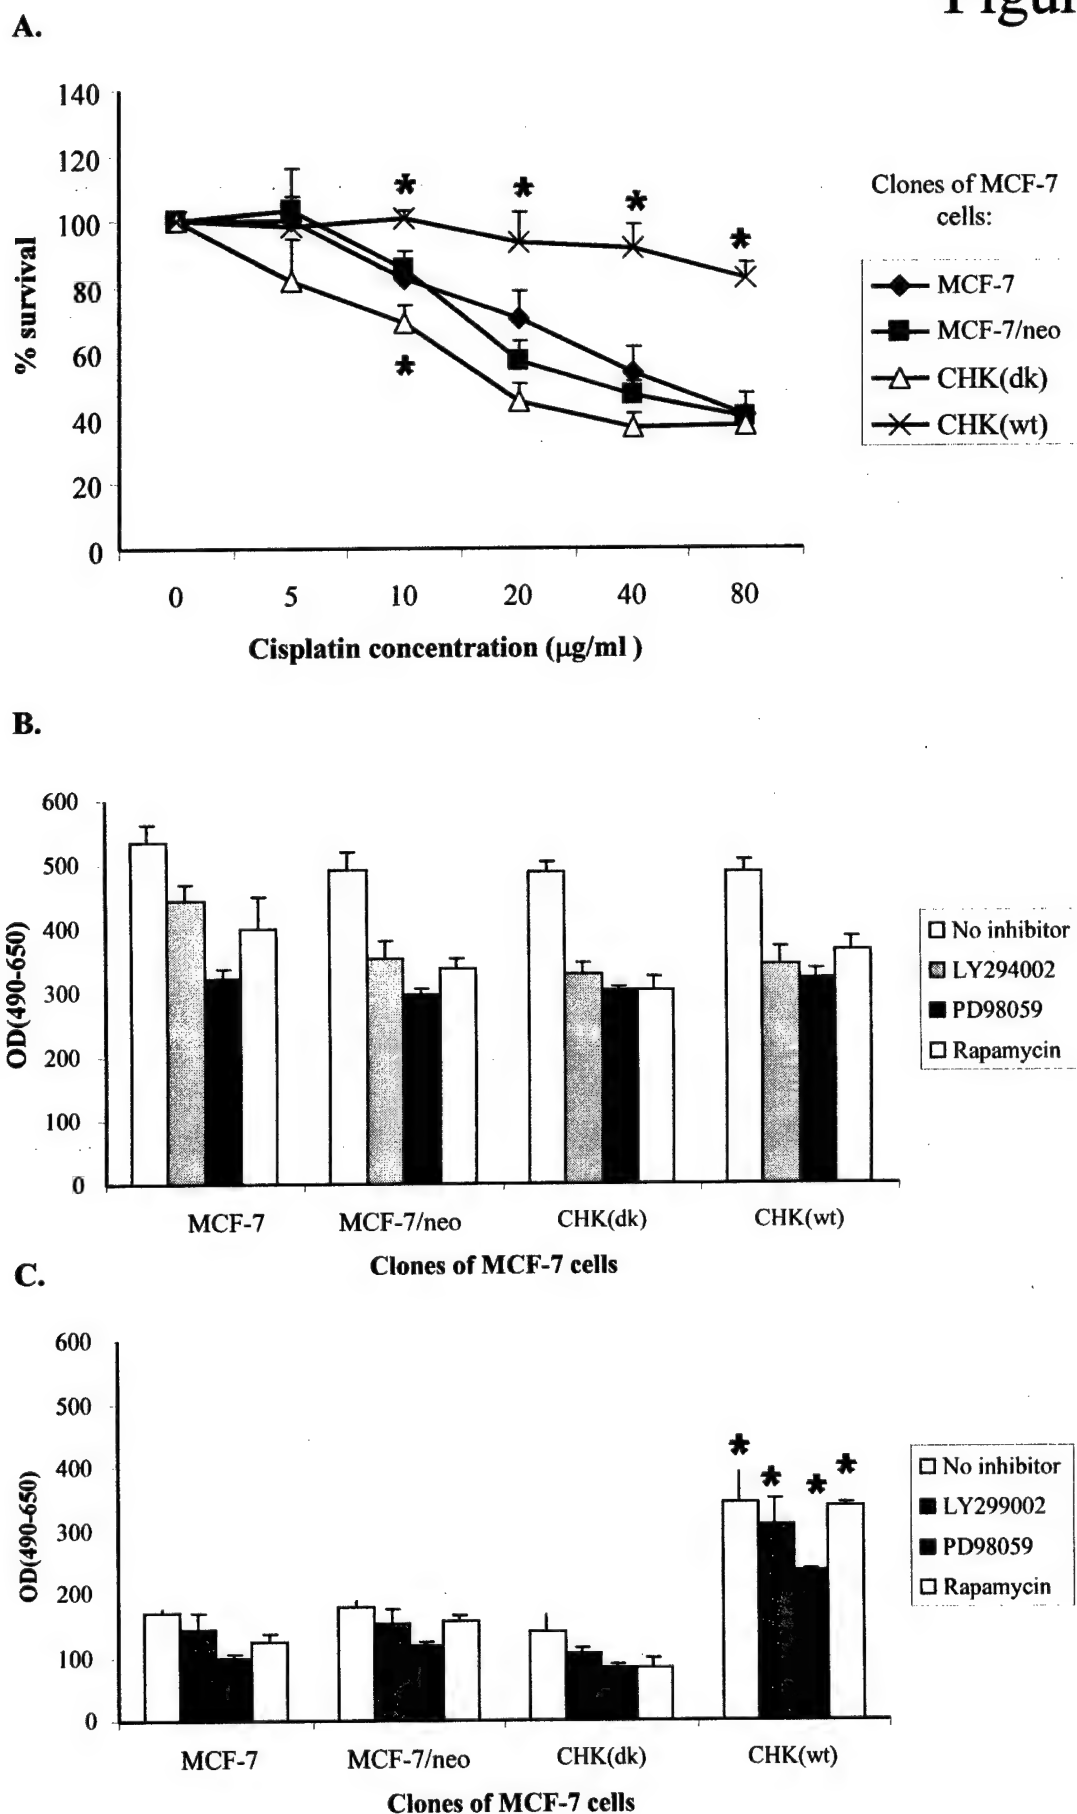 Figur
A.
140
120
100
80
60
40
20
0
% survival
*
*
*
*
*
0 5 10 20 40 80
Cisplatin concentration (µg/ml )
Clones of MCF-7
cells:
MCF-7
MCF-7/neo
CHK(dk)
CHK(wt)
B.
600
500
400
300
200
100
0
OD(490-650)
MCF-7 MCF-7/neo CHK(dk) CHK(wt)
Clones of MCF-7 cells
No inhibitor
LY294002
PD98059
Rapamycin
C.
600
500
400
300
200
100
0
OD(490-650)
* * * *
MCF-7 MCF-7/neo CHK(dk) CHK(wt)
Clones of MCF-7 cells
No inhibitor
LY299002
PD98059
Rapamycin